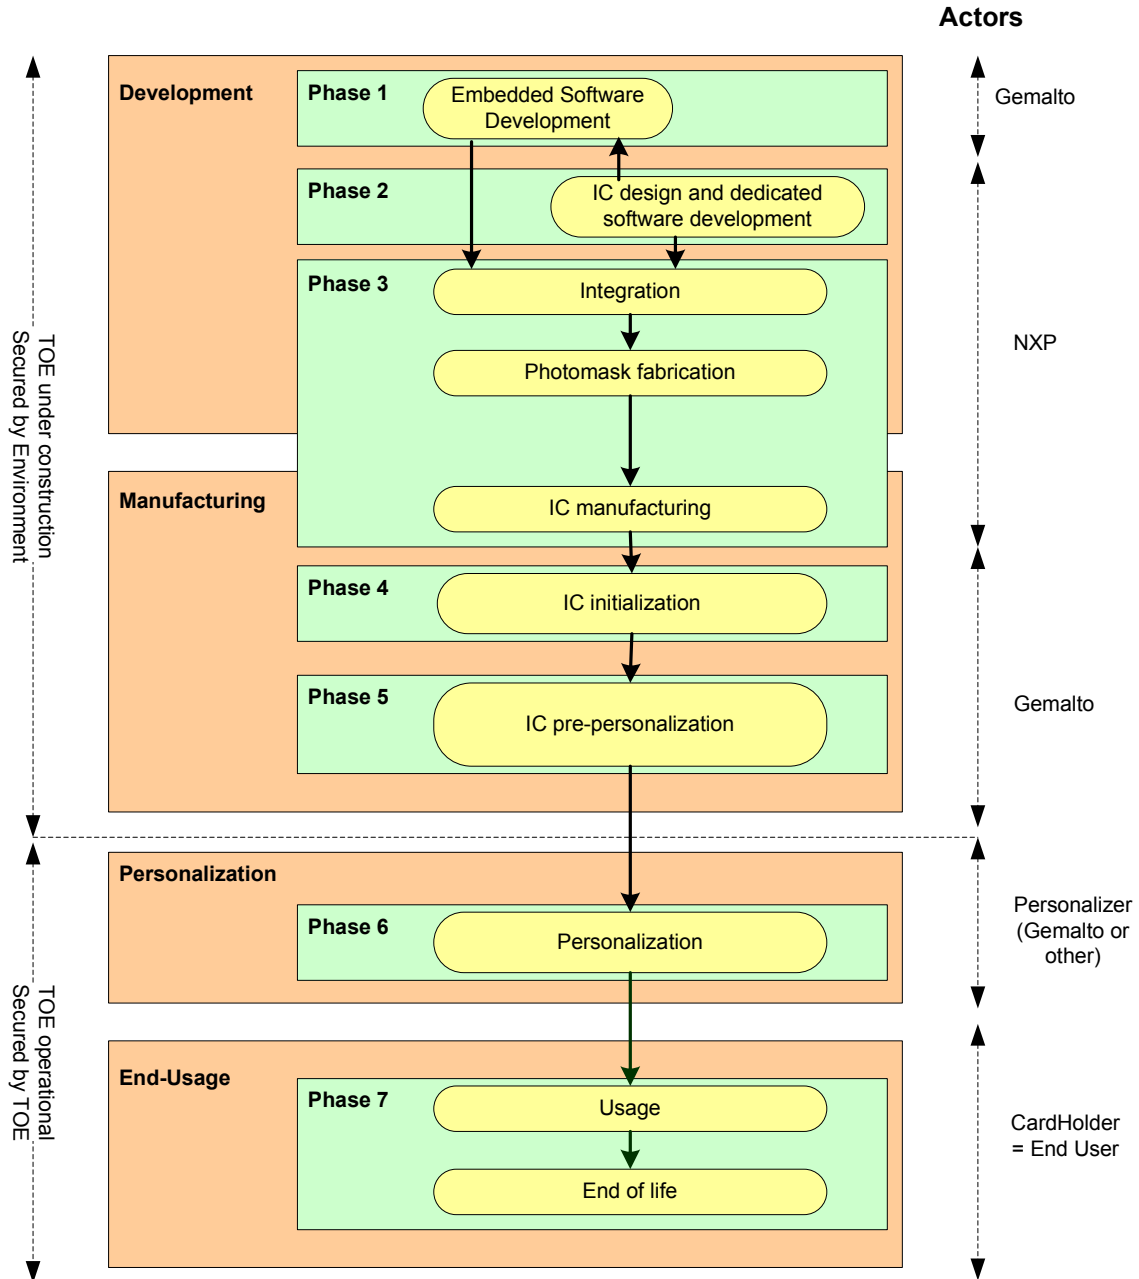 Actors
Development
Phase 1
Embedded Software
Development
Gemalto
Phase 2
IC design and dedicated
software development
Phase 3
Integration
Photomask fabrication
NXP
TOE under construction
Secured by Environment
Manufacturing
IC manufacturing
Phase 4
IC initialization
Phase 5
IC pre-personalization
Gemalto
Personalization
Phase 6
Personalization
Personalizer
(Gemalto or
other)
TOE operational
Secured by TOE
End-Usage
Phase 7
Usage
End of life
CardHolder
= End User